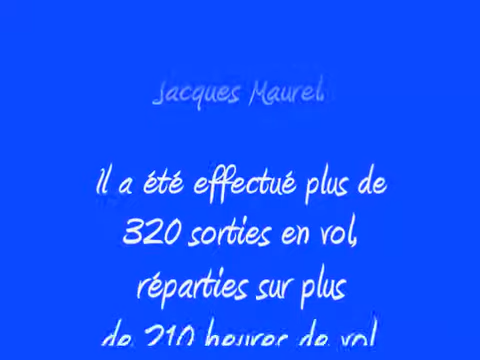 Jacques Maurel.
Il a été effectué plus de
320 sorties en vol,
réparties sur plus
de 210 heures de vol